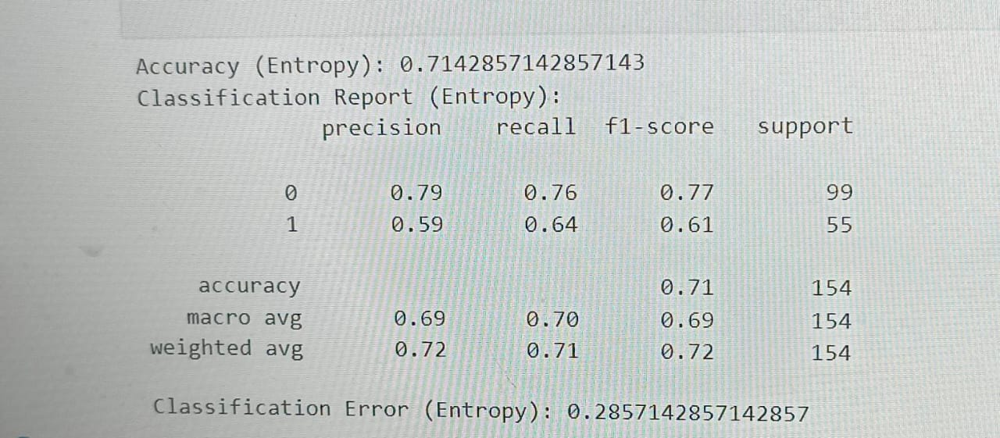 Accuracy (Entropy): 0.7142857142857143
Classification Report (Entropy):
precision recall f1-score support
0 0.79 0.76 0.77 99
1 0.59 0.64 0.61 55
accuracy 0.71 154
macro avg 0.69 0.70 0.69 154
weighted avg 0.72 0.71 0.72 154
Classification Error (Entropy): 0.2857142857142857